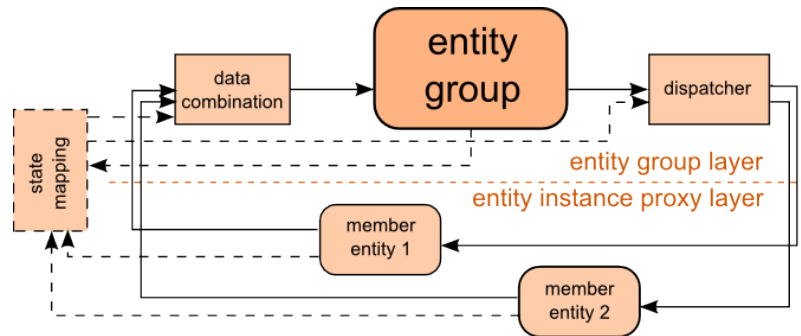 entity
group
data
combination
dispatcher
state
mapping
entity group layer
entity instance proxy layer
member
entity 1
member
entity 2